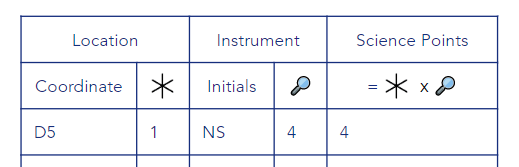 Location Instrument Science Points
Coordinate * Initials 🔎 = * x 🔎
D5 1 NS 4 4